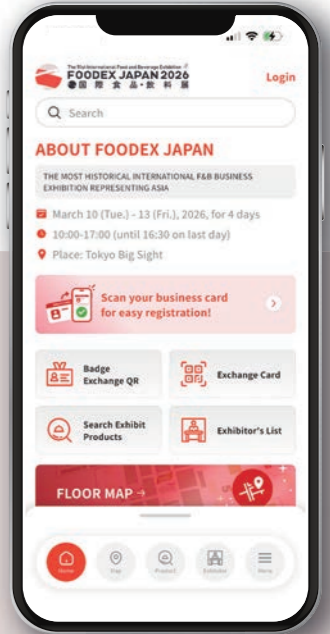 The 51st International Food and Beverage Exhibition
FOODEX JAPAN 2026
国際食品・飲料展
Login
Search
ABOUT FOODEX JAPAN
THE MOST HISTORICAL INTERNATIONAL F&B BUSINESS
EXHIBITION REPRESENTING ASIA
March 10 (Tue.) - 13 (Fri.), 2026, for 4 days
10:00-17:00 (until 16:30 on last day)
Place: Tokyo Big Sight
Scan your business card
for easy registration!
Badge
Exchange QR
Exchange Card
Search Exhibit
Products
Exhibitor's List
FLOOR MAP →
Home
Map
Product
Exhibitor
Menu